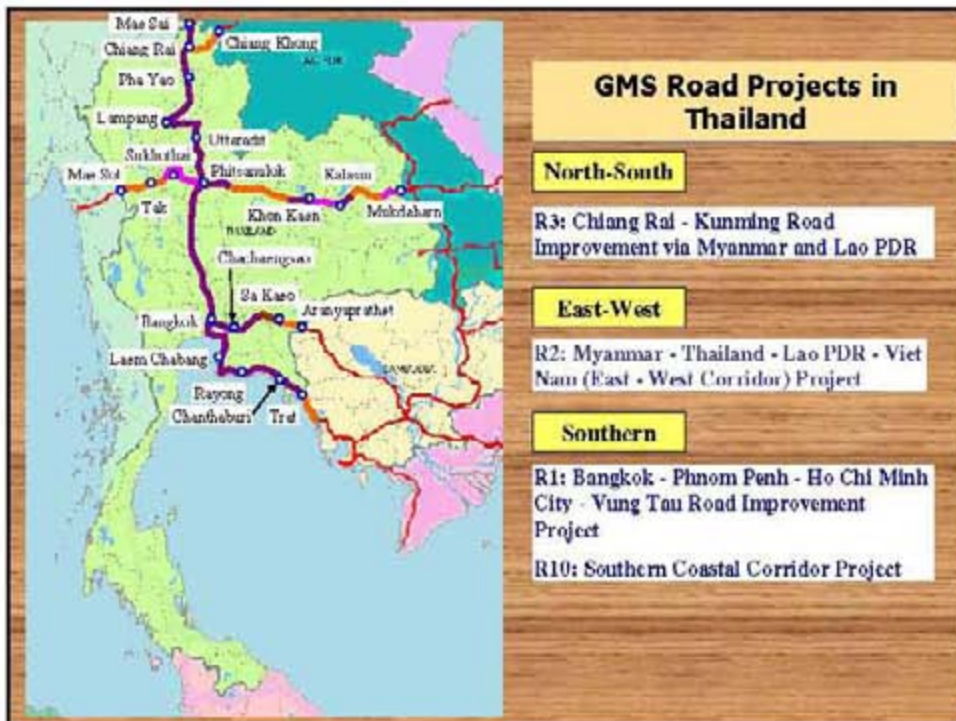 Mae Sai
Chiang Rai
Chiang Khong
LAO PDR
Pha Yao
Lampang
Uttaradit
Sukhothai
Phitsanulok
Kalasin
Mae Sot
Tak
Khon Kaen
Mukdaharn
THAILAND
Sa Kaeo
Aranyaprathet
Bangkok
Laem Chabang
CAMBODIA
Rayong
Chanthaburi
Trat
GMS Road Projects in
Thailand
North-South
R3: Chiang Rai - Kunming Road
Improvement via Myanmar and Lao PDR
East-West
R2: Myanmar - Thailand - Lao PDR - Viet
Nam (East - West Corridor) Project
Southern
R1: Bangkok - Phnom Penh - Ho Chi Minh
City - Vung Tau Road Improvement
Project
R10: Southern Coastal Corridor Project